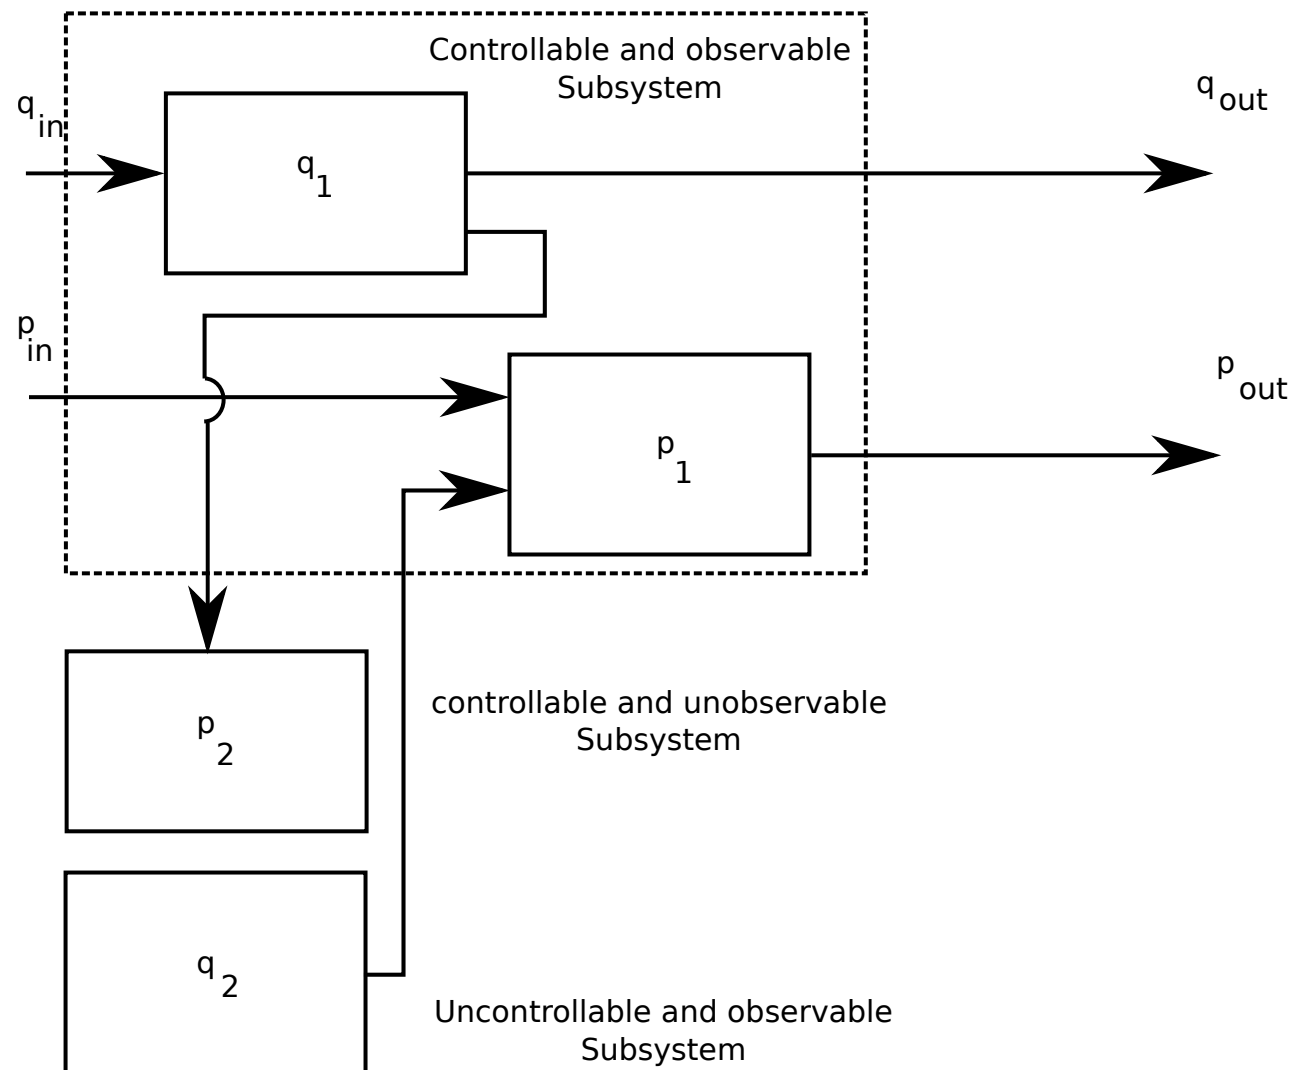 Controllable and observable
Subsystem
q in
q out
q 1
p in
p out
p 1
controllable and unobservable
Subsystem
p 2
q 2
Uncontrollable and observable
Subsystem